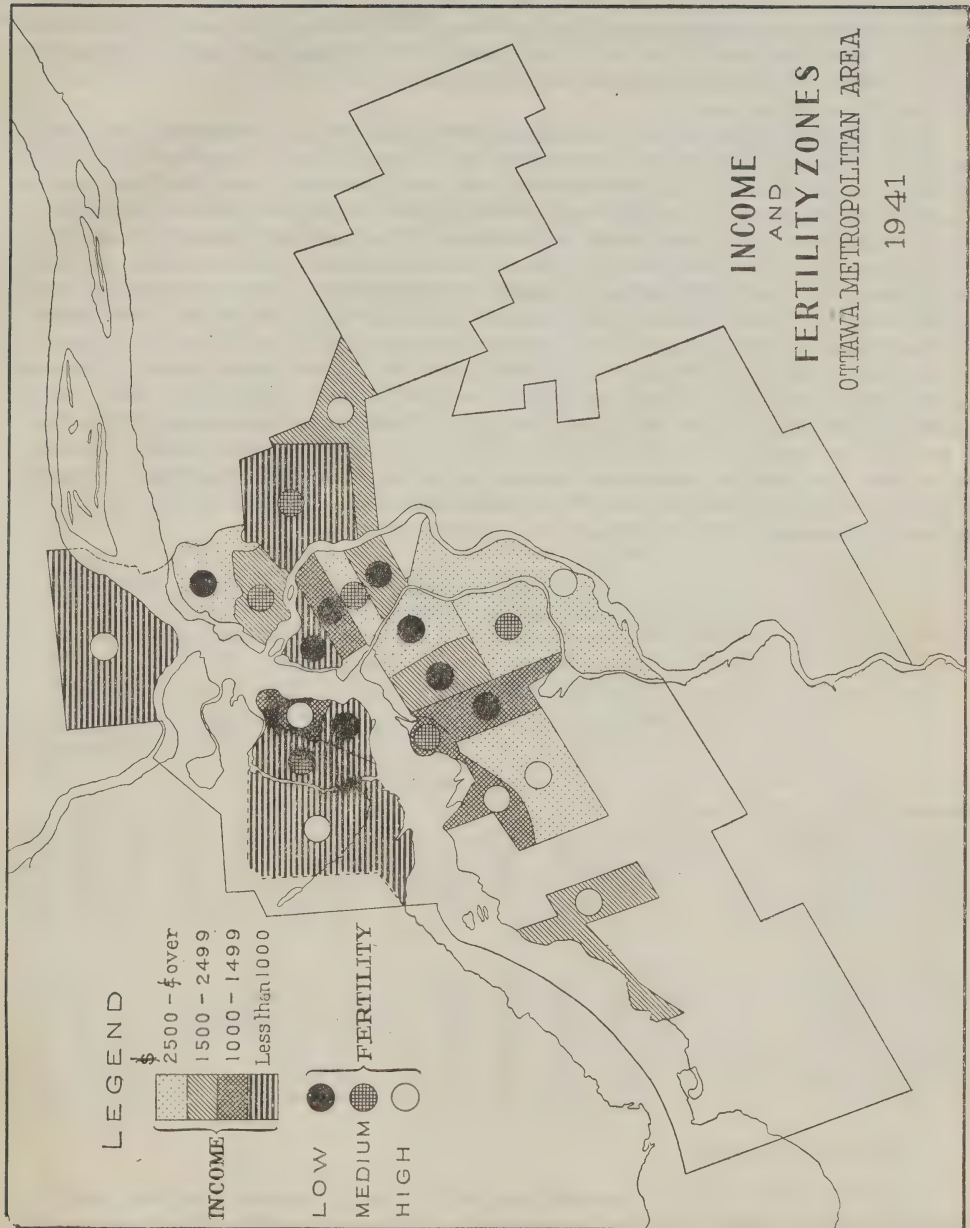 INCOME
AND
FERTILITY ZONES
OTTAWA METROPOLITAN AREA
1941
LEGEND
INCOME
$
2500 - & over
1500 - 2499
1000 - 1499
Less than 1000
LOW
MEDIUM
HIGH
FERTILITY